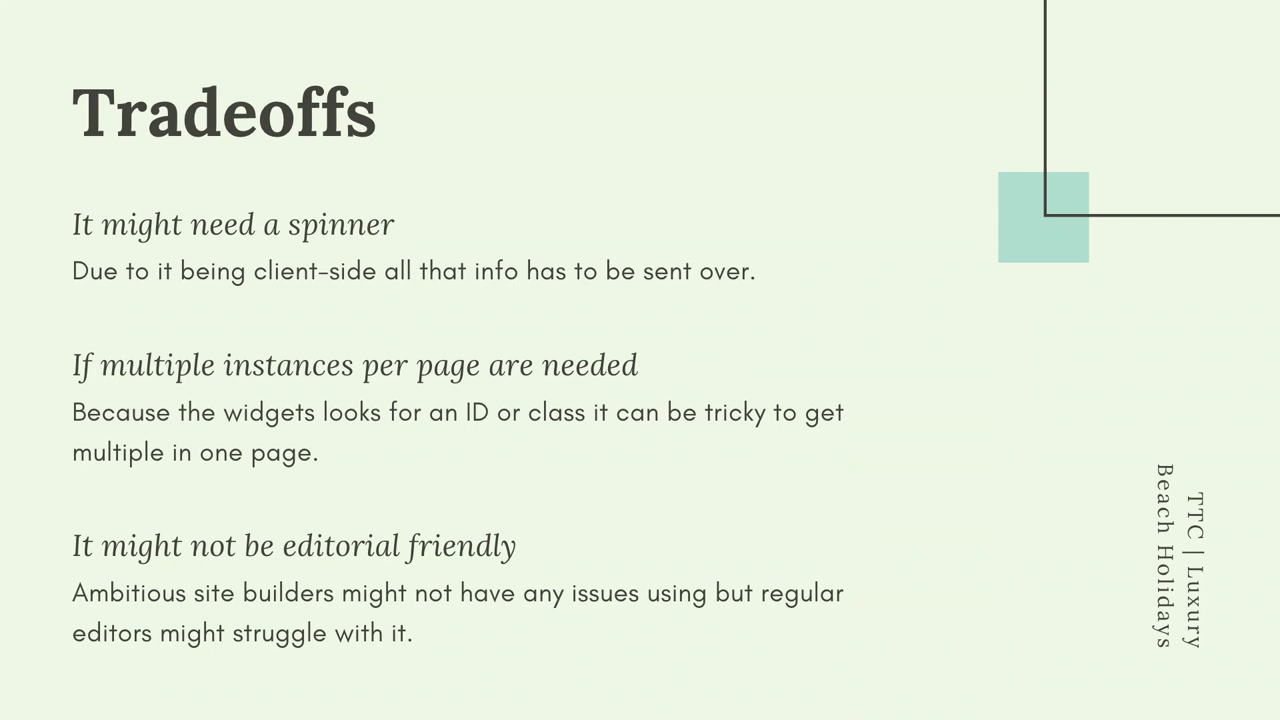 Tradeoffs
It might need a spinner
Due to it being client-side all that info has to be sent over.
If multiple instances per page are needed
Because the widgets looks for an ID or class it can be tricky to get
multiple in one page.
It might not be editorial friendly
Ambitious site builders might not have any issues using but regular
editors might struggle with it.
TTC | Luxury
Beach Holidays